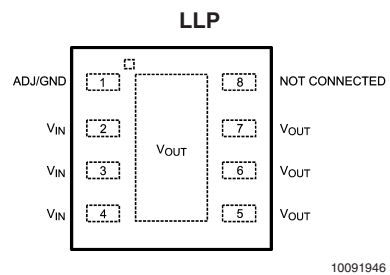 LLP
ADJ/GND 1 8 NOT CONNECTED
VIN 2 7 VOUT
VOUT
VIN 3 6 VOUT
VIN 4 5 VOUT
10091946